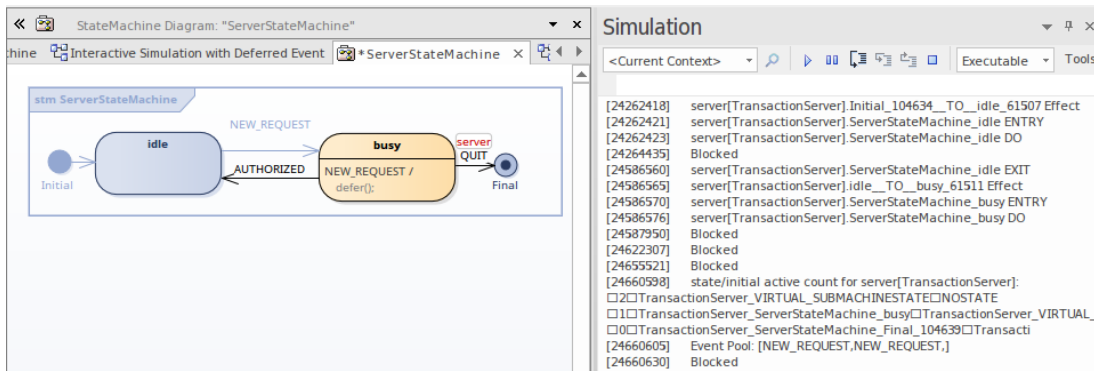 StateMachine Diagram: "ServerStateMachine"
:hine Interactive Simulation with Deferred Event *ServerStateMachine
stm ServerStateMachine
NEW_REQUEST
idle
busy
server
QUIT
AUTHORIZED
NEW_REQUEST /
defer();
Initial
Final
Simulation
<Current Context>
Executable
Tools
[24262418] server[TransactionServer].Initial_104634__TO__idle_61507 Effect
[24262421] server[TransactionServer].ServerStateMachine_idle ENTRY
[24262423] server[TransactionServer].ServerStateMachine_idle DO
[24264435] Blocked
[24586560] server[TransactionServer].ServerStateMachine_idle EXIT
[24586565] server[TransactionServer].idle__TO__busy_61511 Effect
[24586570] server[TransactionServer].ServerStateMachine_busy ENTRY
[24586576] server[TransactionServer].ServerStateMachine_busy DO
[24587950] Blocked
[24622307] Blocked
[24655521] Blocked
[24660598] state/initial active count for server[TransactionServer]:
□2□TransactionServer_VIRTUAL_SUBMACHINESTATE□NOSTATE
□1□TransactionServer_ServerStateMachine_busy□TransactionServer_VIRTUAL_
□0□TransactionServer_ServerStateMachine_Final_104639□Transacti
[24660605] Event Pool: [NEW_REQUEST,NEW_REQUEST,]
[24660630] Blocked